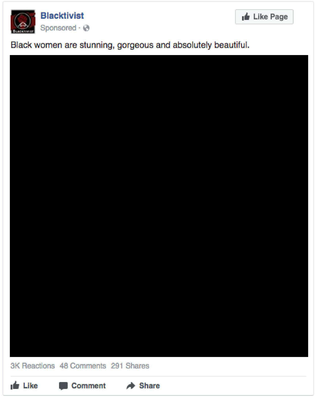 Blacktivist
Like Page
Sponsored ·
Black women are stunning, gorgeous and absolutely beautiful.
3K Reactions 48 Comments 291 Shares
Like Comment Share